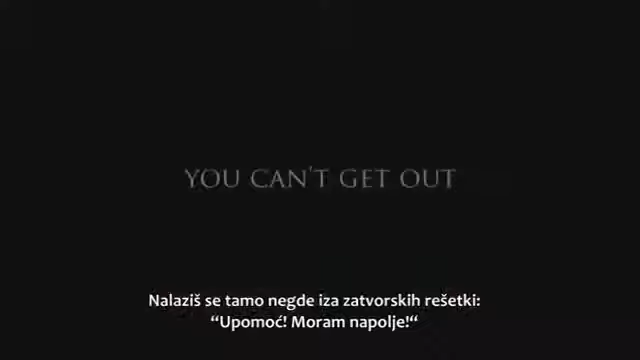 YOU CAN'T GET OUT
Nalaziš se tamo negde iza zatvorskih rešetki:
“Upomoć! Moram napolje!“